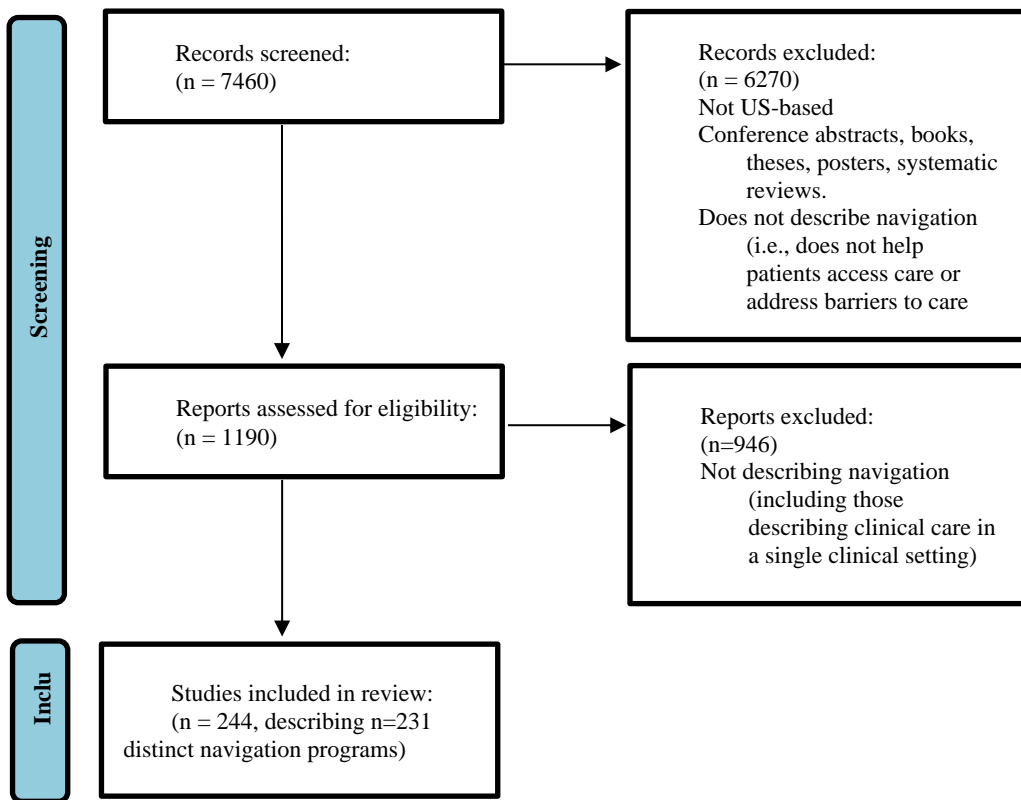 Screening
Records screened:
(n = 7460)
Records excluded:
(n = 6270)
Not US-based
Conference abstracts, books,
theses, posters, systematic
reviews.
Does not describe navigation
(i.e., does not help
patients access care or
address barriers to care
Reports assessed for eligibility:
(n = 1190)
Reports excluded:
(n=946)
Not describing navigation
(including those
describing clinical care in
a single clinical setting)
Inclu
Studies included in review:
(n = 244, describing n=231
distinct navigation programs)